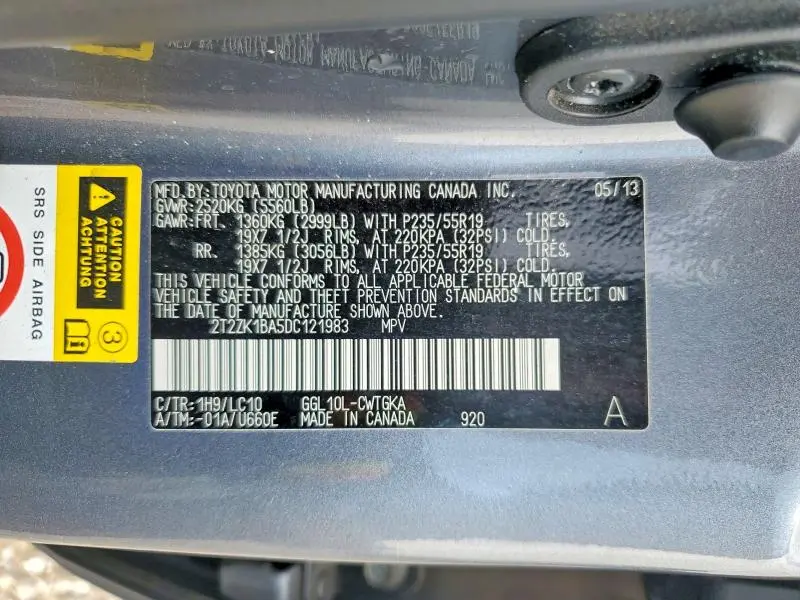 MFD.BY:TOYOTA MOTOR MANUFACTURING CANADA INC. 05/13
GVWR:2520KG (5560LB)
GAWR:FRT. 1360KG (2999LB) WITH P235/55R19 TIRES,
19X7 1/2J RIMS, AT 220KPA (32PSI) COLD.
RR. 1385KG (3056LB) WITH P235/55R19 TIRES,
19X7 1/2J RIMS, AT 220KPA (32PSI) COLD.
THIS VEHICLE CONFORMS TO ALL APPLICABLE FEDERAL MOTOR
VEHICLE SAFETY AND THEFT PREVENTION STANDARDS IN EFFECT ON
THE DATE OF MANUFACTURE SHOWN ABOVE.
2T2ZK1BA5DC121983 MPV
C/TR:1H9/LC10 GGL10L-CWTGKA
A/TM:-01A/U660E MADE IN CANADA 920 A
CAUTION
ATTENTION
ACHTUNG
SRS SIDE AIRBAG
3